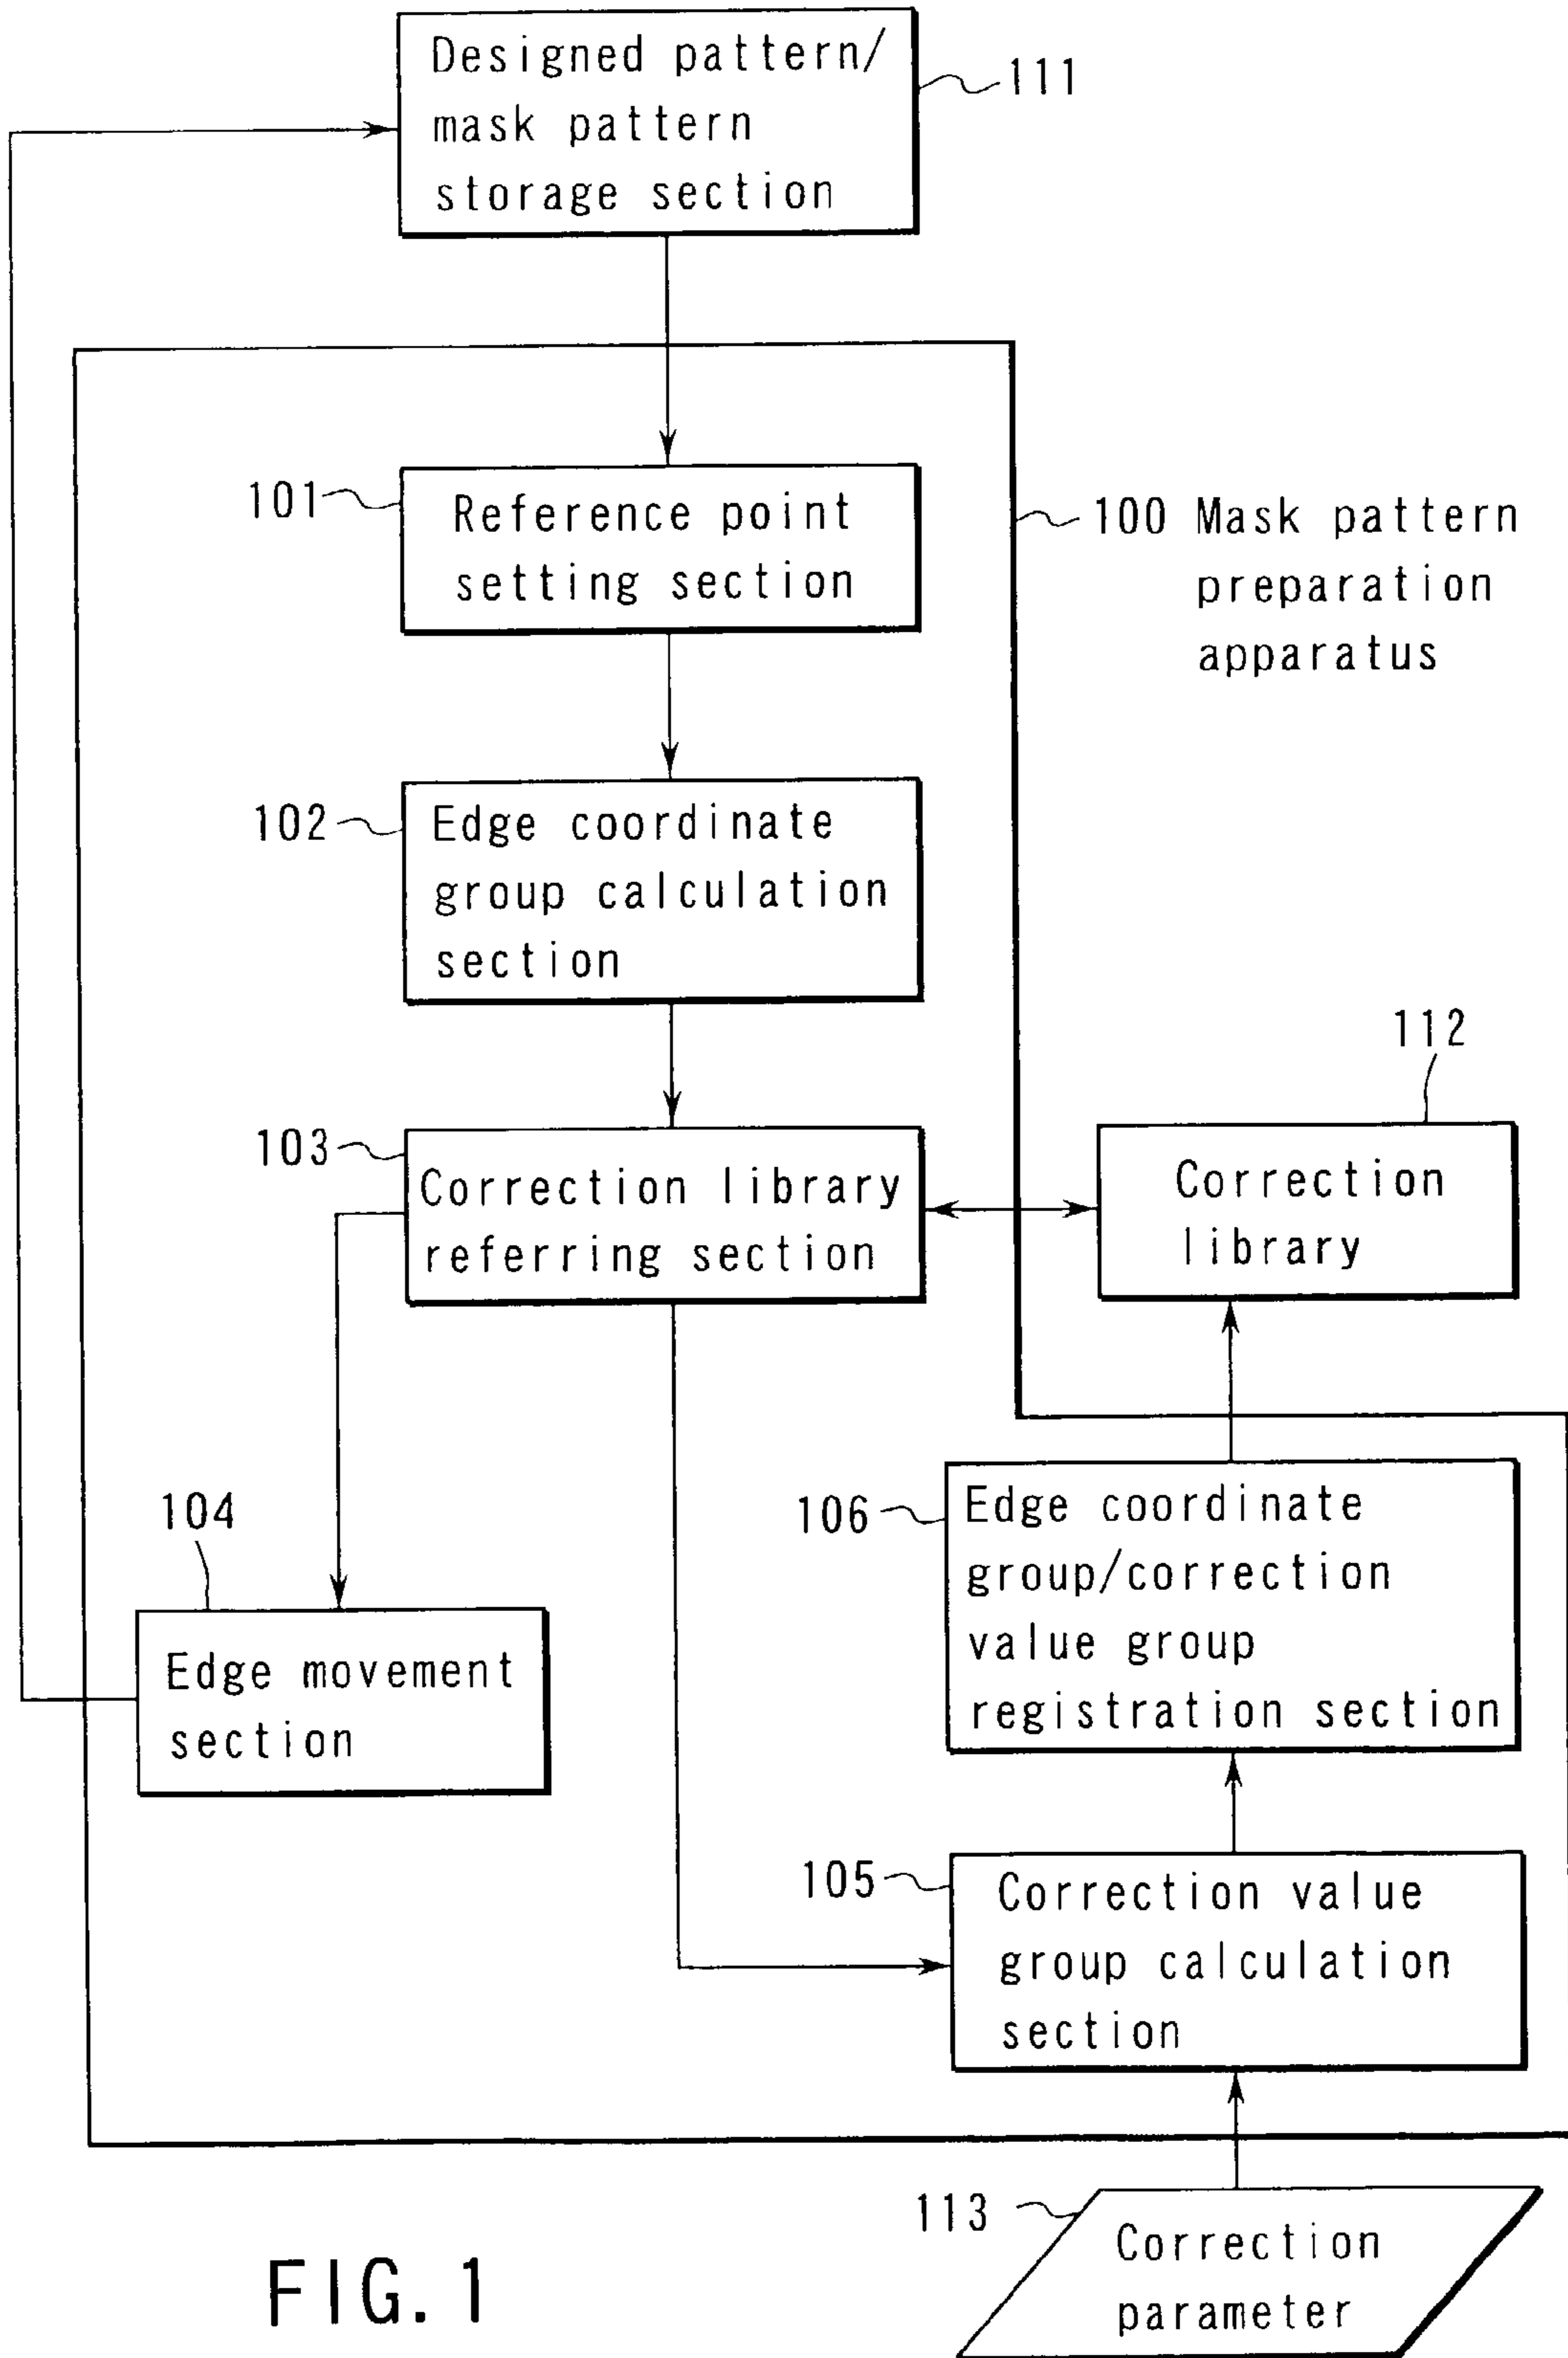 Designed pattern/
mask pattern
storage section
111
101
Reference point
setting section
100 Mask pattern
preparation
apparatus
102
Edge coordinate
group calculation
section
112
103
Correction library
referring section
Correction
library
104
Edge movement
section
106
Edge coordinate
group/correction
value group
registration section
105
Correction value
group calculation
section
113
Correction
parameter
FIG. 1